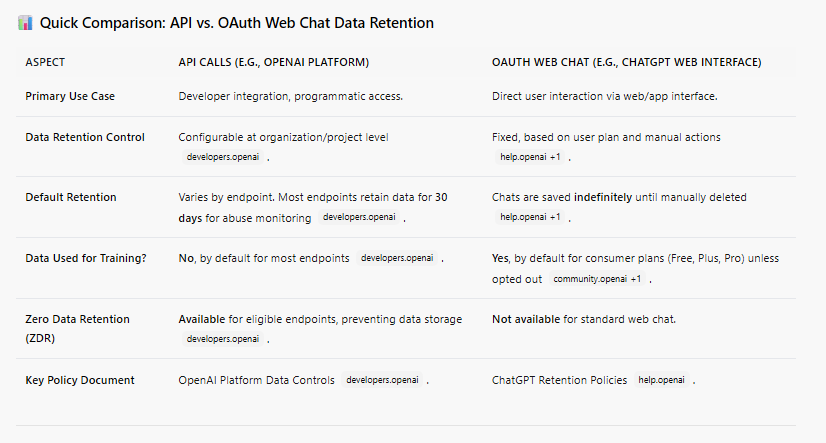 📊 Quick Comparison: API vs. OAuth Web Chat Data Retention
ASPECT API CALLS (E.G., OPENAI PLATFORM) OAUTH WEB CHAT (E.G., CHATGPT WEB INTERFACE)
Primary Use Case Developer integration, programmatic access. Direct user interaction via web/app interface.
Data Retention Control Configurable at organization/project level Fixed, based on user plan and manual actions
developers.openai . help.openai +1 .
Default Retention Varies by endpoint. Most endpoints retain data for 30 Chats are saved indefinitely until manually deleted
days for abuse monitoring developers.openai . help.openai +1 .
Data Used for Training? No, by default for most endpoints developers.openai . Yes, by default for consumer plans (Free, Plus, Pro) unless
opted out community.openai +1 .
Zero Data Retention Available for eligible endpoints, preventing data storage Not available for standard web chat.
(ZDR) developers.openai .
Key Policy Document OpenAI Platform Data Controls developers.openai . ChatGPT Retention Policies help.openai .